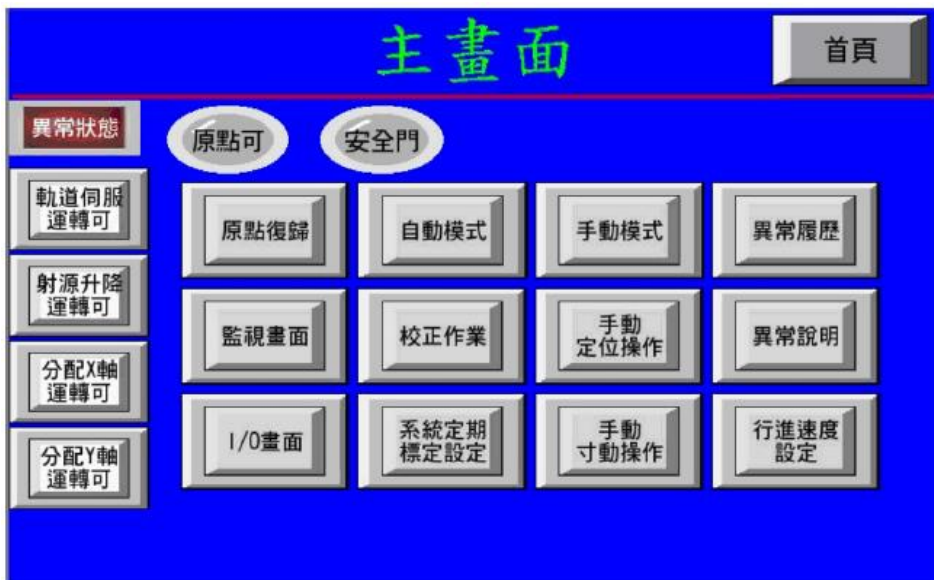 主畫面
首頁
異常狀態
原點可
安全門
軌道伺服
運轉可
射源升降
運轉可
分配X軸
運轉可
分配Y軸
運轉可
原點復歸
自動模式
手動模式
異常履歷
監視畫面
校正作業
手動
定位操作
異常說明
I/O畫面
系統定期
標定設定
手動
寸動操作
行進速度
設定